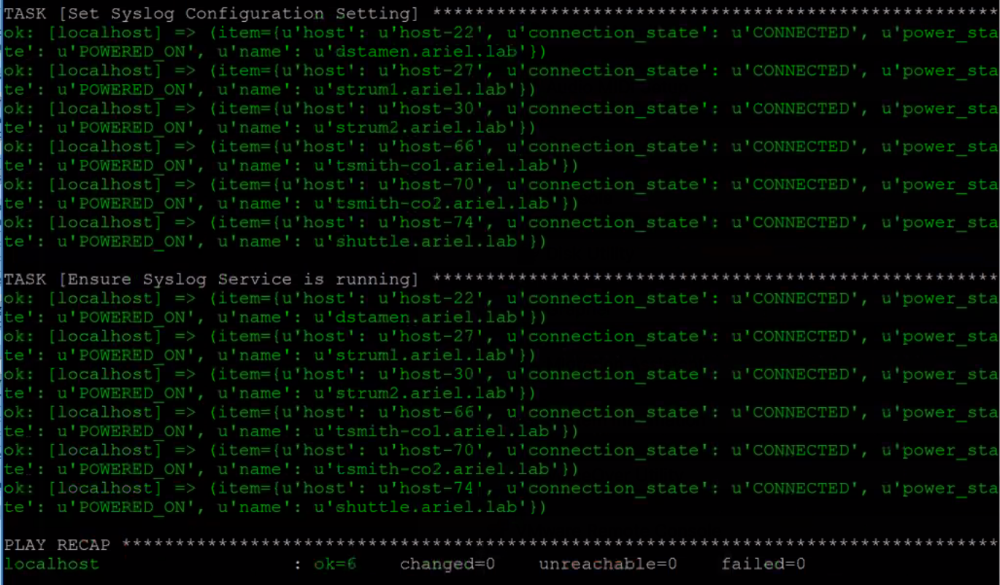 TASK [Set Syslog Configuration Setting] *****************************************************
ok: [localhost] => (item={u'host': u'host-22', u'connection_state': u'CONNECTED', u'power_sta
te': u'POWERED_ON', u'name': u'dstamen.ariel.lab'})
ok: [localhost] => (item={u'host': u'host-27', u'connection_state': u'CONNECTED', u'power_sta
te': u'POWERED_ON', u'name': u'strum1.ariel.lab'})
ok: [localhost] => (item={u'host': u'host-30', u'connection_state': u'CONNECTED', u'power_sta
te': u'POWERED_ON', u'name': u'strum2.ariel.lab'})
ok: [localhost] => (item={u'host': u'host-66', u'connection_state': u'CONNECTED', u'power_sta
te': u'POWERED_ON', u'name': u'tsmith-co1.ariel.lab'})
ok: [localhost] => (item={u'host': u'host-70', u'connection_state': u'CONNECTED', u'power_sta
te': u'POWERED_ON', u'name': u'tsmith-co2.ariel.lab'})
ok: [localhost] => (item={u'host': u'host-74', u'connection_state': u'CONNECTED', u'power_sta
te': u'POWERED_ON', u'name': u'shuttle.ariel.lab'})
TASK [Ensure Syslog Service is running] *****************************************************
ok: [localhost] => (item={u'host': u'host-22', u'connection_state': u'CONNECTED', u'power_sta
te': u'POWERED_ON', u'name': u'dstamen.ariel.lab'})
ok: [localhost] => (item={u'host': u'host-27', u'connection_state': u'CONNECTED', u'power_sta
te': u'POWERED_ON', u'name': u'strum1.ariel.lab'})
ok: [localhost] => (item={u'host': u'host-30', u'connection_state': u'CONNECTED', u'power_sta
te': u'POWERED_ON', u'name': u'strum2.ariel.lab'})
ok: [localhost] => (item={u'host': u'host-66', u'connection_state': u'CONNECTED', u'power_sta
te': u'POWERED_ON', u'name': u'tsmith-co1.ariel.lab'})
ok: [localhost] => (item={u'host': u'host-70', u'connection_state': u'CONNECTED', u'power_sta
te': u'POWERED_ON', u'name': u'tsmith-co2.ariel.lab'})
ok: [localhost] => (item={u'host': u'host-74', u'connection_state': u'CONNECTED', u'power_sta
te': u'POWERED_ON', u'name': u'shuttle.ariel.lab'})
PLAY RECAP **********************************************************************************
localhost                  : ok=6    changed=0    unreachable=0    failed=0